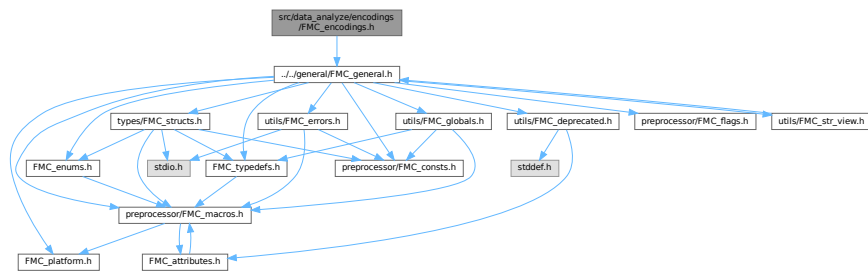 src/data_analyze/encodings
/FMC_encodings.h
../../general/FMC_general.h
types/FMC_structs.h
utils/FMC_errors.h
utils/FMC_globals.h
utils/FMC_deprecated.h
preprocessor/FMC_flags.h
utils/FMC_str_view.h
FMC_enums.h
stdio.h
FMC_typedefs.h
preprocessor/FMC_consts.h
stddef.h
preprocessor/FMC_macros.h
FMC_platform.h
FMC_attributes.h